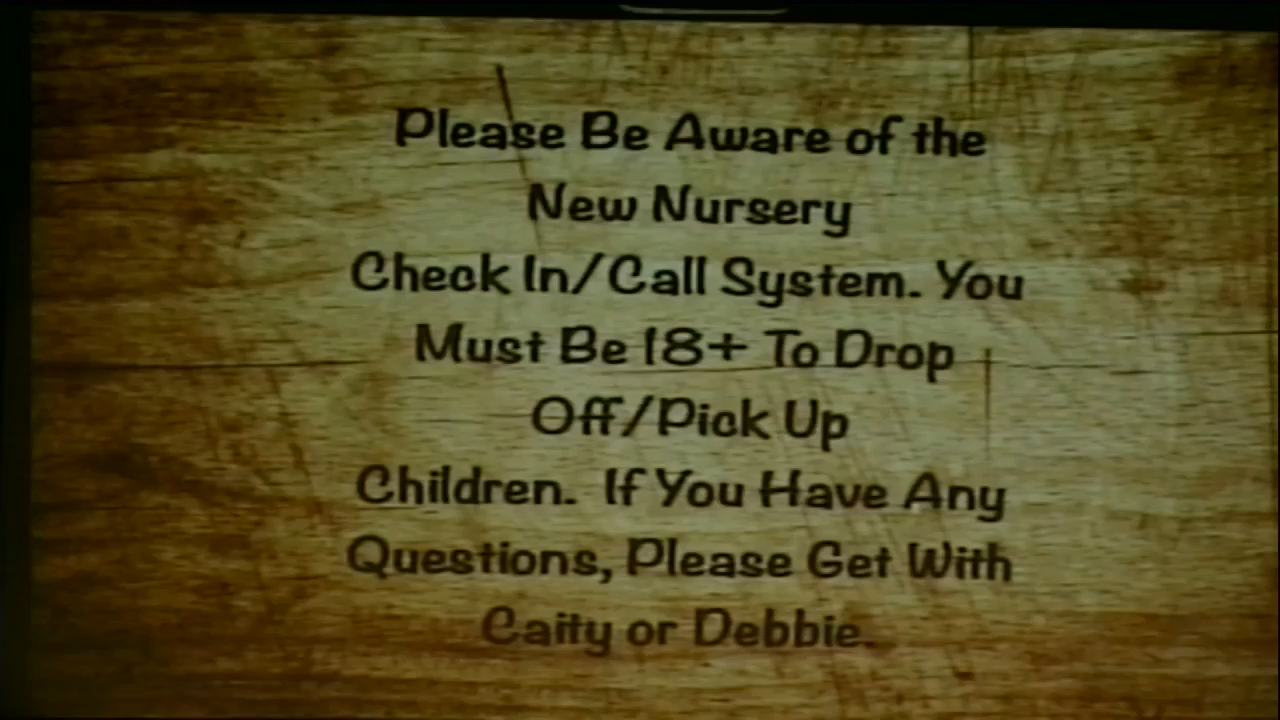 Please Be Aware of the
New Nursery
Check In/Call System. You
Must Be 18+ To Drop
Off/Pick Up
Children. If You Have Any
Questions, Please Get With
Caity or Debbie.